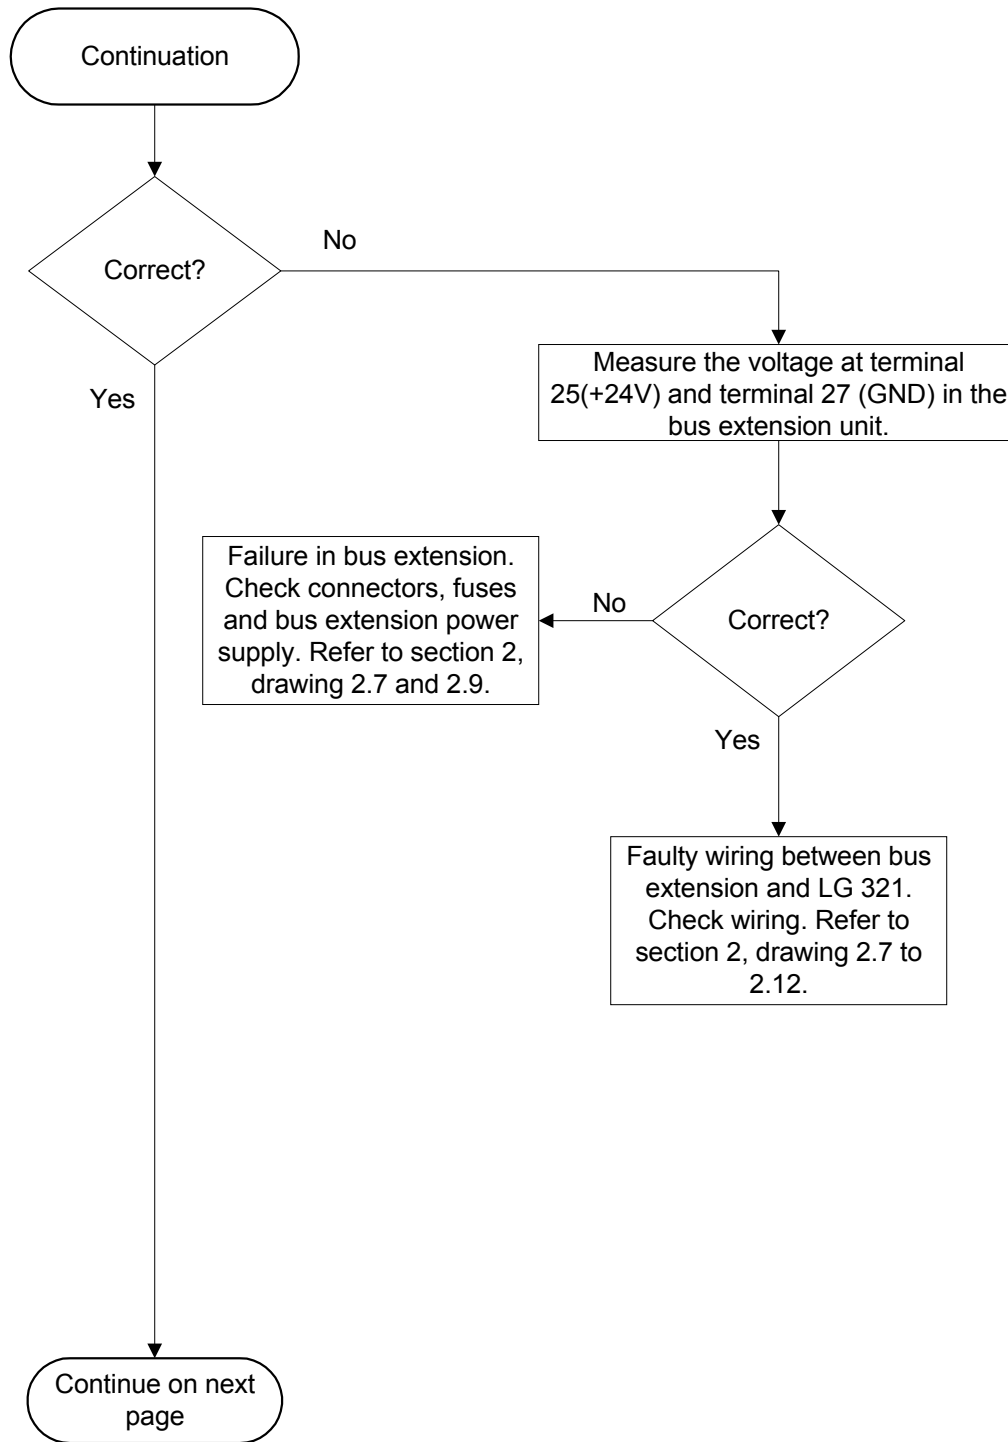 Continuation
Correct?
No
Yes
Measure the voltage at terminal
25(+24V) and terminal 27 (GND) in the
bus extension unit.
Correct?
No
Failure in bus extension.
Check connectors, fuses
and bus extension power
supply. Refer to section 2,
drawing 2.7 and 2.9.
Yes
Faulty wiring between bus
extension and LG 321.
Check wiring. Refer to
section 2, drawing 2.7 to
2.12.
Continue on next
page